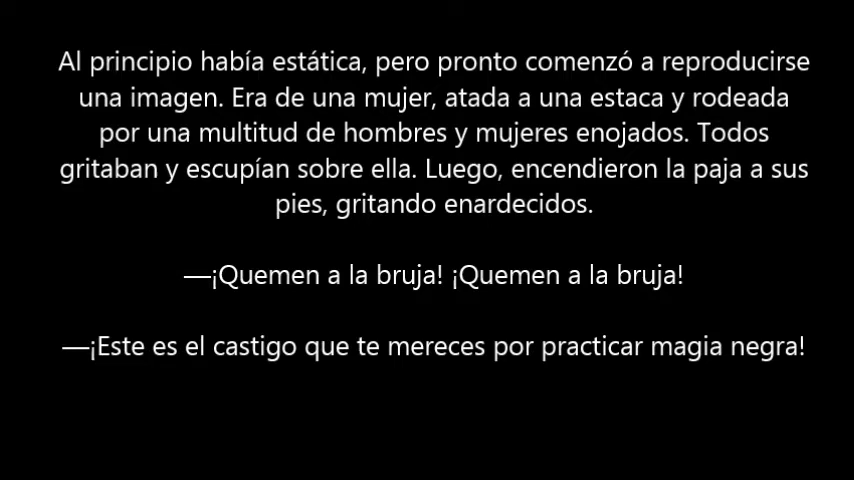 Al principio había estática, pero pronto comenzó a reproducirse
una imagen. Era de una mujer, atada a una estaca y rodeada
por una multitud de hombres y mujeres enojados. Todos
gritaban y escupían sobre ella. Luego, encendieron la paja a sus
pies, gritando enardecidos.
—¡Quemen a la bruja! ¡Quemen a la bruja!
—¡Este es el castigo que te mereces por practicar magia negra!